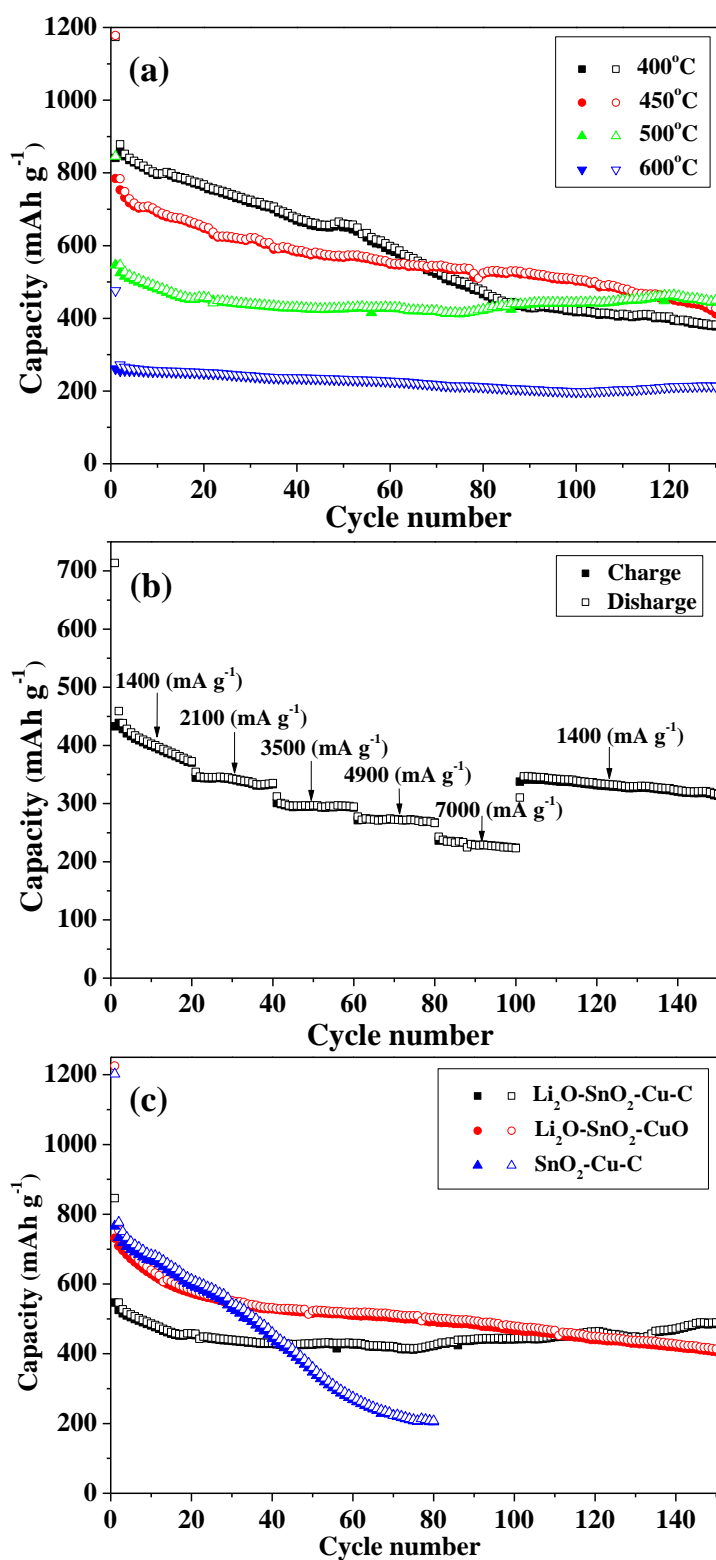 (a)
400°C
450°C
500°C
600°C
1200
1000
800
600
400
200
0
Capacity (mAh g⁻¹)
0 20 40 60 80 100 120
Cycle number
(b)
Charge
Disharge
700
600
500
400
300
200
100
0
Capacity (mAh g⁻¹)
1400 (mA g⁻¹)
2100 (mA g⁻¹)
3500 (mA g⁻¹)
4900 (mA g⁻¹)
7000 (mA g⁻¹)
1400 (mA g⁻¹)
0 20 40 60 80 100 120 140
Cycle number
(c)
Li₂O-SnO₂-Cu-C
Li₂O-SnO₂-CuO
SnO₂-Cu-C
1200
1000
800
600
400
200
0
Capacity (mAh g⁻¹)
0 20 40 60 80 100 120 140
Cycle number